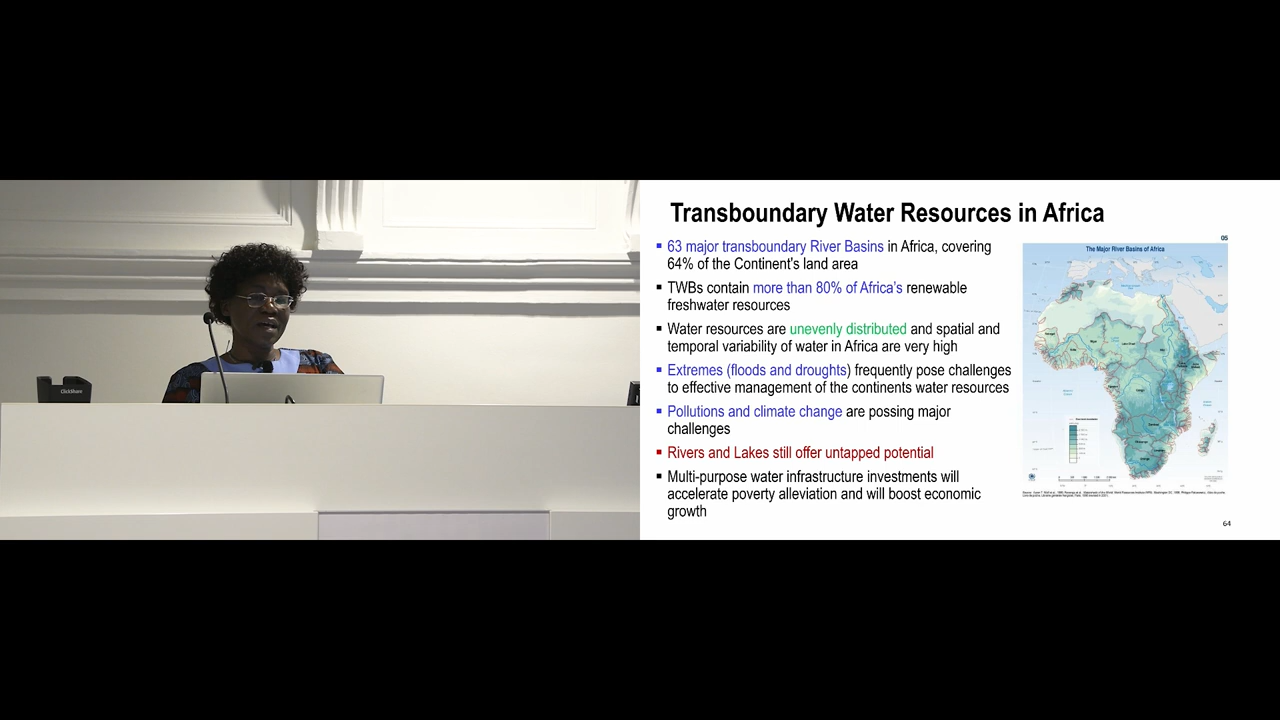 ClickShare
Transboundary Water Resources in Africa
63 major transboundary River Basins in Africa, covering
64% of the Continent's land area
TWBs contain more than 80% of Africa's renewable
freshwater resources
Water resources are unevenly distributed and spatial and
temporal variability of water in Africa are very high
Extremes (floods and droughts) frequently pose challenges
to effective management of the continents water resources
Pollutions and climate change are possing major
challenges
Rivers and Lakes still offer untapped potential
Multi-purpose water infrastructure investments will
accelerate poverty alleviation and will boost economic
growth
05
The Major River Basins of Africa
64